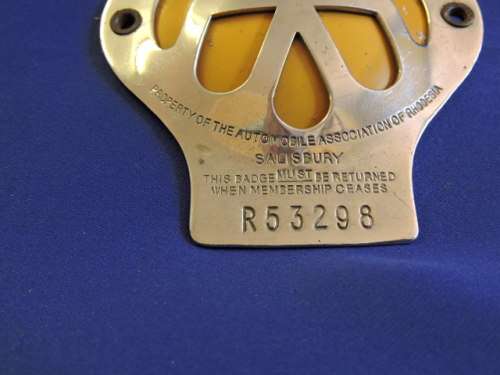 PROPERTY OF THE AUTOMOBILE ASSOCIATION OF RHODESIA
SALISBURY
THIS BADGE MUST BE RETURNED
WHEN MEMBERSHIP CEASES
R53298